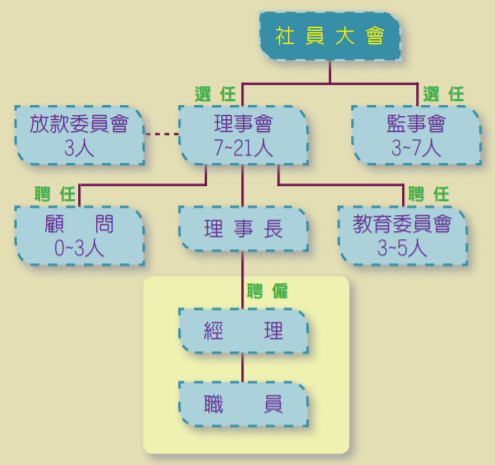 社員大會
選任
選任
放款委員會
3人
理事會
7~21人
監事會
3~7人
聘任
聘任
顧問
0~3人
理事長
教育委員會
3~5人
聘僱
經理
職員